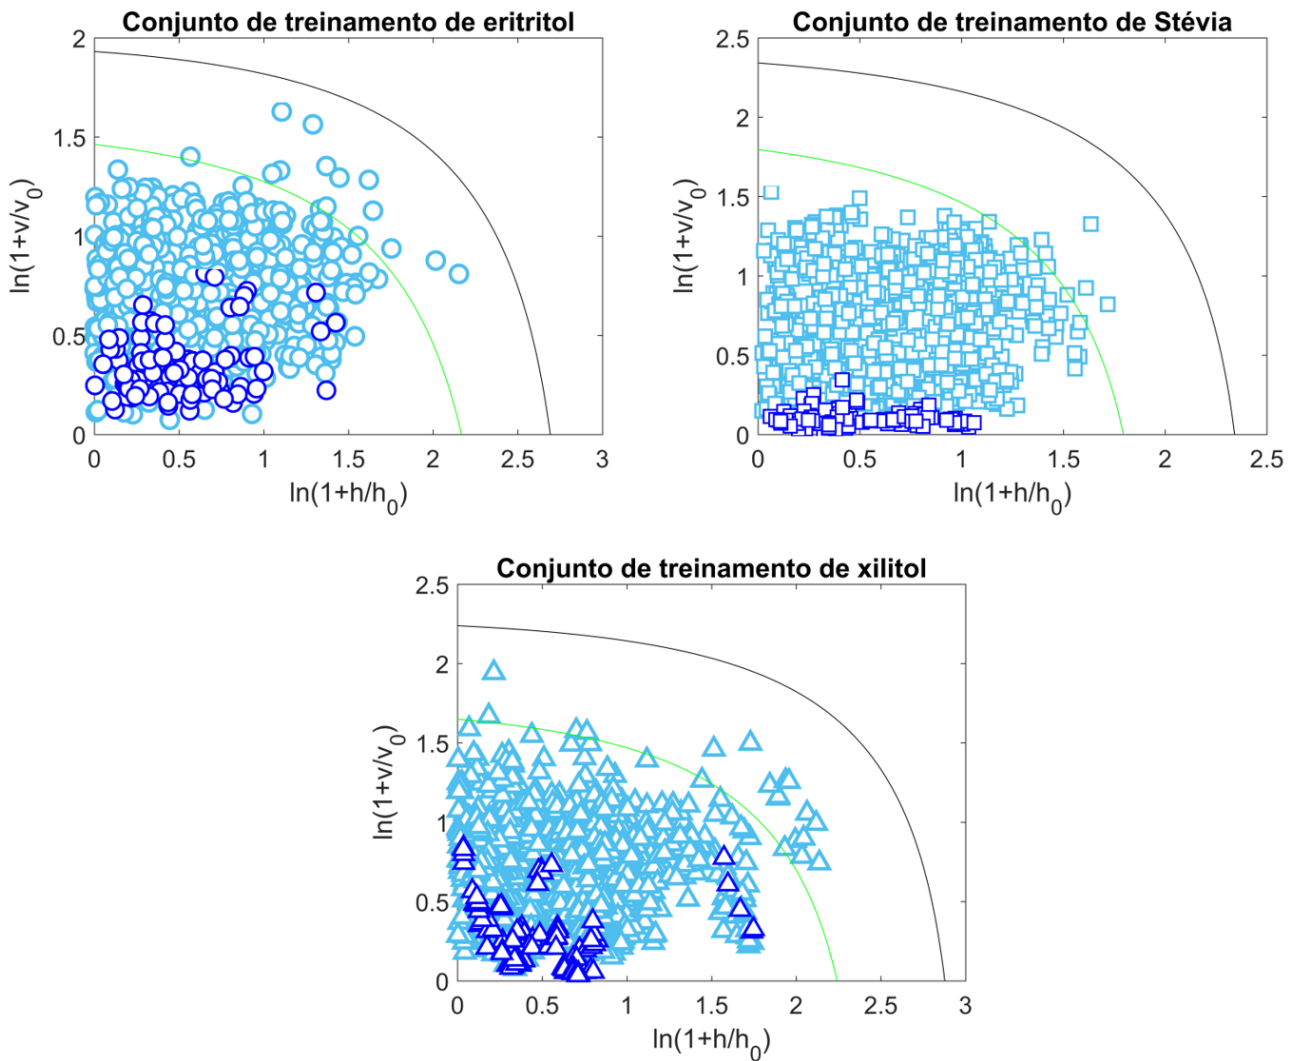 Conjunto de treinamento de eritritol
2
1.5
1
0.5
0
ln(1+v/v0)
0 0.5 1 1.5 2 2.5 3
ln(1+h/h0)
Conjunto de treinamento de Stévia
2.5
2
1.5
1
0.5
0
ln(1+v/v0)
0 0.5 1 1.5 2 2.5
ln(1+h/h0)
Conjunto de treinamento de xilitol
2.5
2
1.5
1
0.5
0
ln(1+v/v0)
0 0.5 1 1.5 2 2.5 3
ln(1+h/h0)